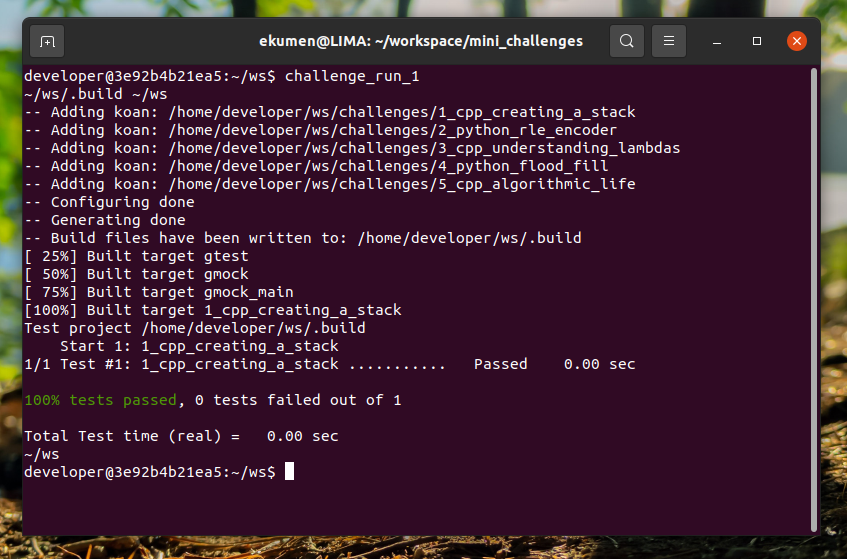 ekumen@LIMA: ~/workspace/mini_challenges
developer@3e92b4b21ea5:~/ws$ challenge_run_1
~/ws/.build ~/ws
-- Adding koan: /home/developer/ws/challenges/1_cpp_creating_a_stack
-- Adding koan: /home/developer/ws/challenges/2_python_rle_encoder
-- Adding koan: /home/developer/ws/challenges/3_cpp_understanding_lambdas
-- Adding koan: /home/developer/ws/challenges/4_python_flood_fill
-- Adding koan: /home/developer/ws/challenges/5_cpp_algorithmic_life
-- Configuring done
-- Generating done
-- Build files have been written to: /home/developer/ws/.build
[ 25%] Built target gtest
[ 50%] Built target gmock
[ 75%] Built target gmock_main
[100%] Built target 1_cpp_creating_a_stack
Test project /home/developer/ws/.build
    Start 1: 1_cpp_creating_a_stack
1/1 Test #1: 1_cpp_creating_a_stack ...........   Passed    0.00 sec
100% tests passed, 0 tests failed out of 1
Total Test time (real) =   0.00 sec
~/ws
developer@3e92b4b21ea5:~/ws$